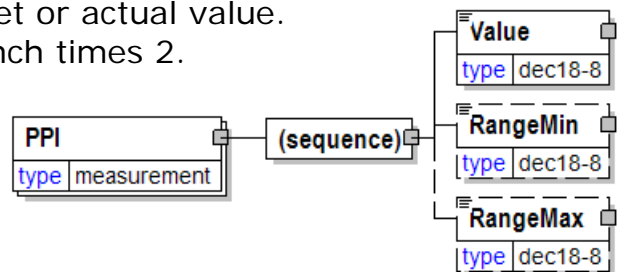 et or actual value.
nch times 2.
Value
type dec18-8
PPI
type measurement
(sequence)
RangeMin
type dec18-8
RangeMax
type dec18-8